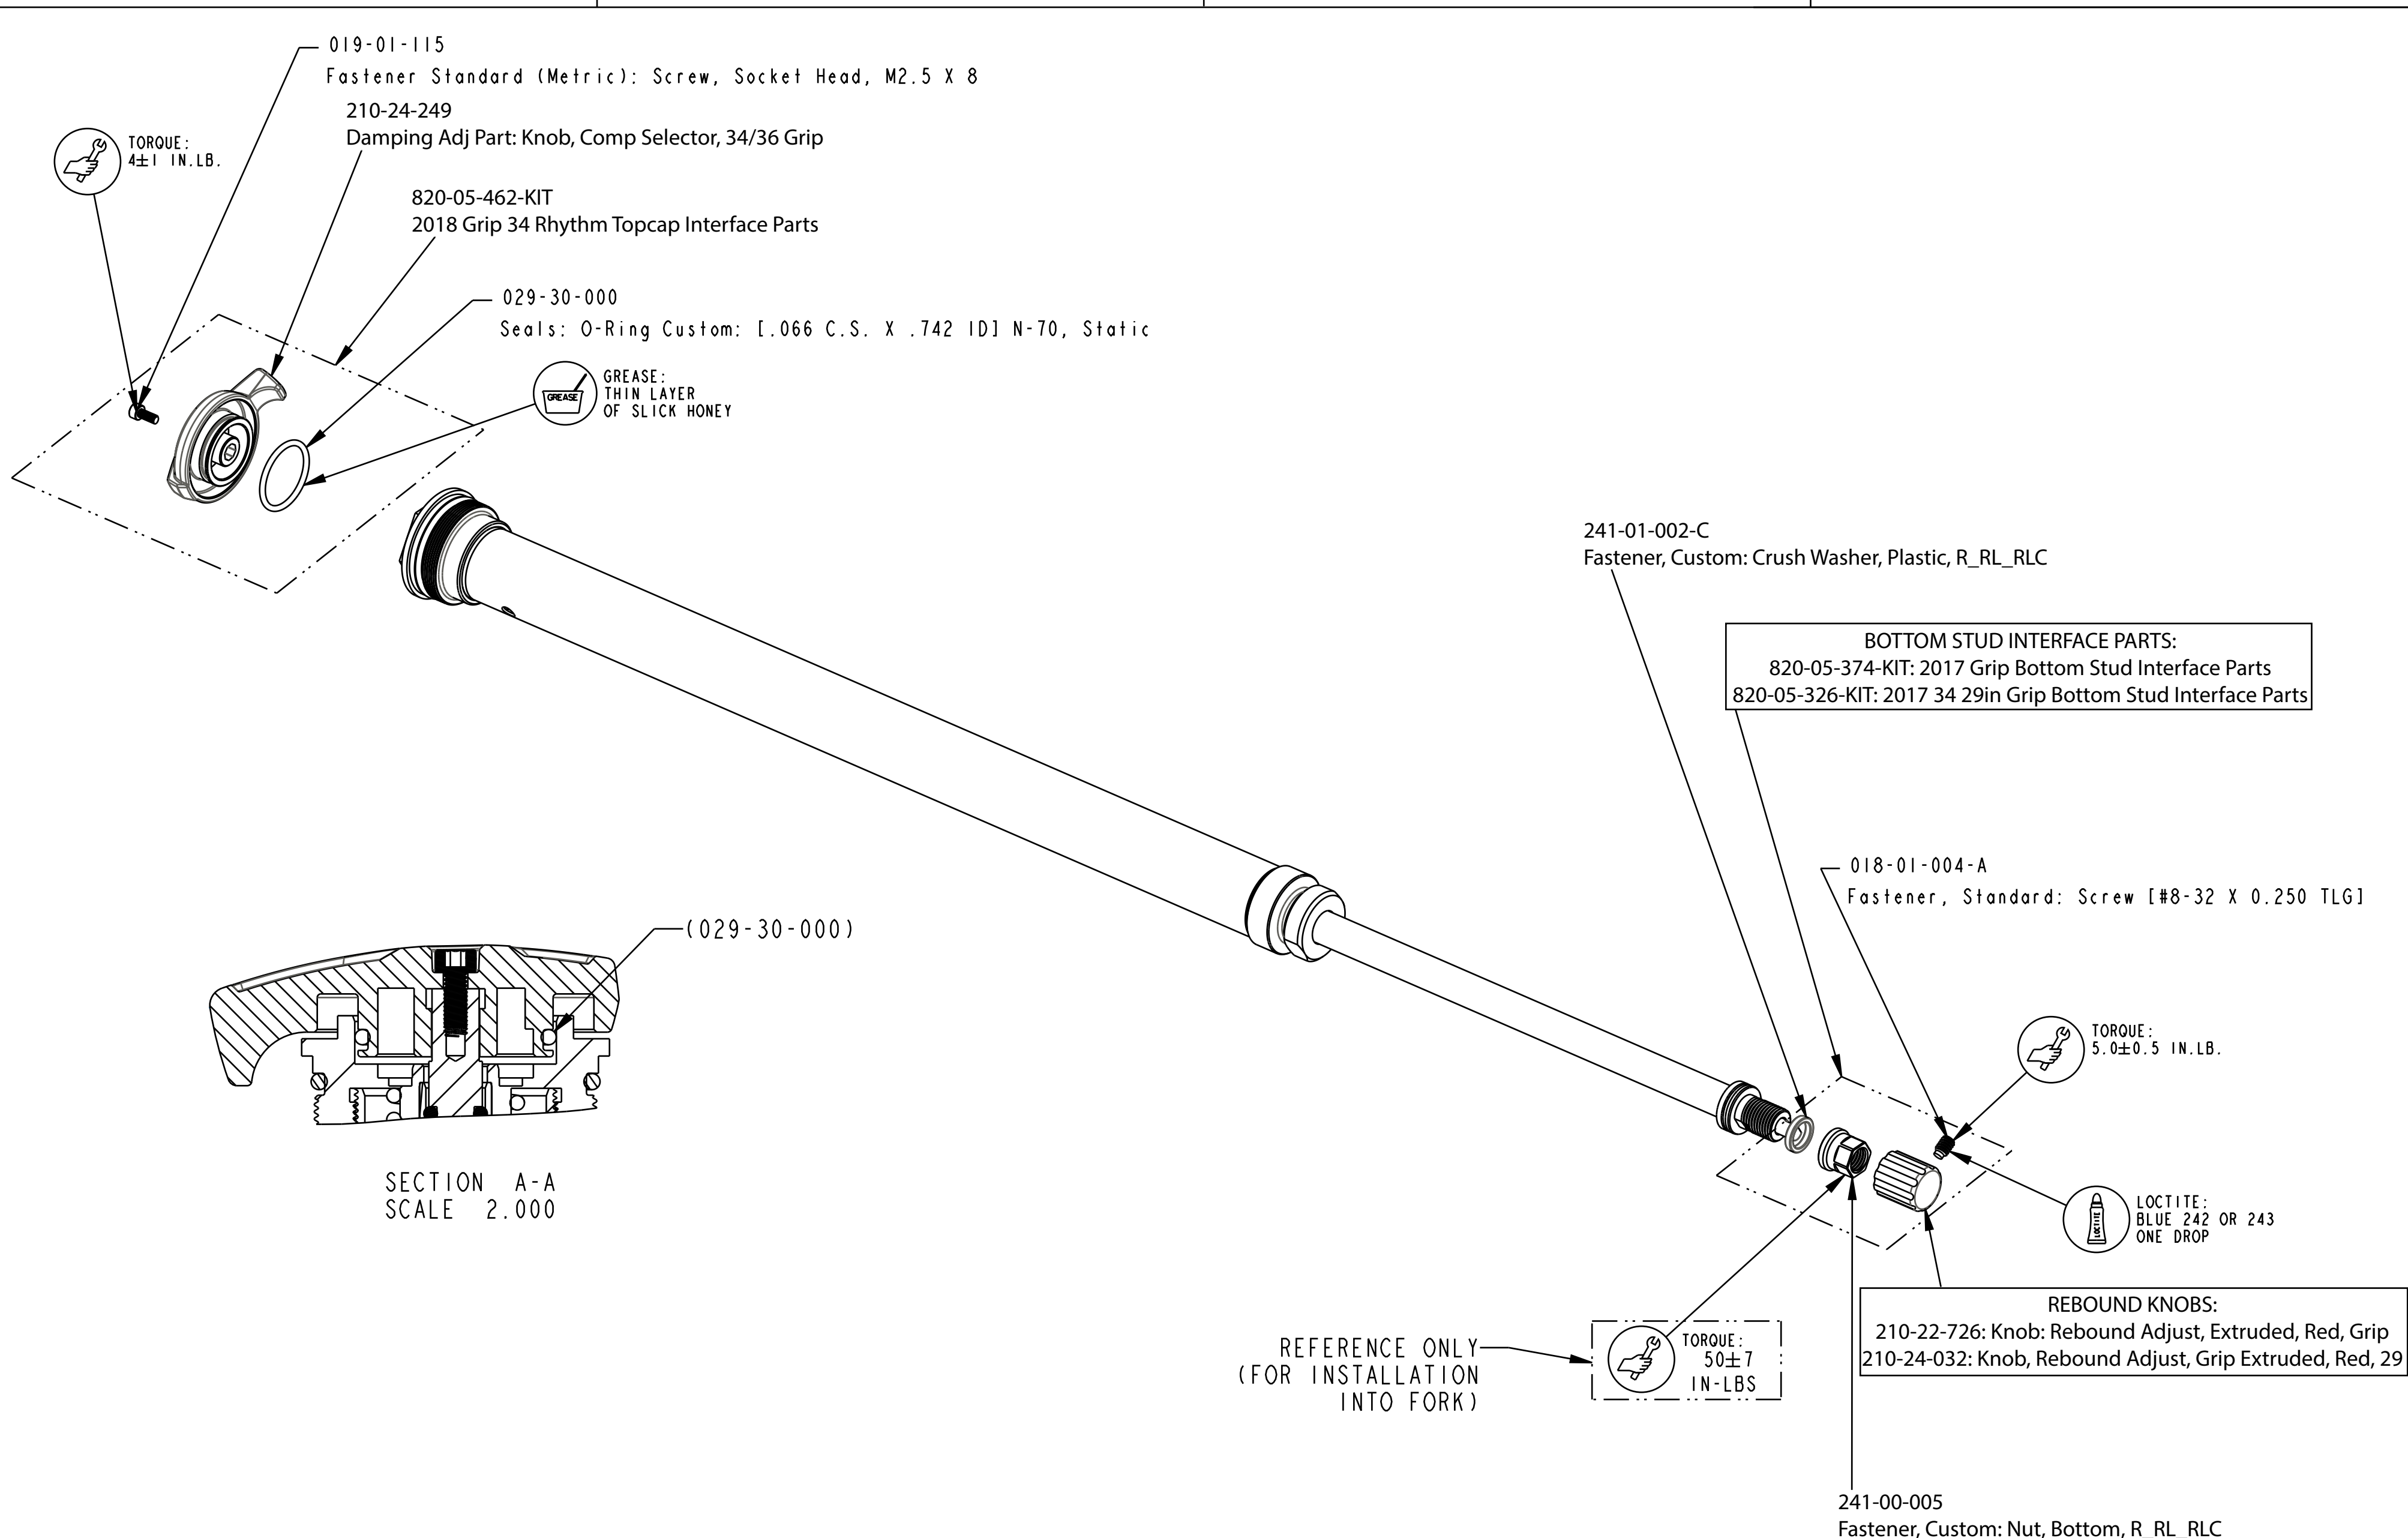 019-01-115
Fastener Standard (Metric): Screw, Socket Head, M2.5 X 8
210-24-249
Damping Adj Part: Knob, Comp Selector, 34/36 Grip
TORQUE:
4±1 IN.LB.
820-05-462-KIT
2018 Grip 34 Rhythm Topcap Interface Parts
029-30-000
Seals: O-Ring Custom: [.066 C.S. X .742 ID] N-70, Static
GREASE
GREASE:
THIN LAYER
OF SLICK HONEY
241-01-002-C
Fastener, Custom: Crush Washer, Plastic, R_RL_RLC
BOTTOM STUD INTERFACE PARTS:
820-05-374-KIT: 2017 Grip Bottom Stud Interface Parts
820-05-326-KIT: 2017 34 29in Grip Bottom Stud Interface Parts
018-01-004-A
Fastener, Standard: Screw [#8-32 X 0.250 TLG]
(029-30-000)
TORQUE:
5.0±0.5 IN.LB.
SECTION A-A
SCALE 2.000
LOCTITE
LOCTITE:
BLUE 242 OR 243
ONE DROP
REBOUND KNOBS:
210-22-726: Knob: Rebound Adjust, Extruded, Red, Grip
210-24-032: Knob, Rebound Adjust, Grip Extruded, Red, 29
REFERENCE ONLY
(FOR INSTALLATION
INTO FORK)
TORQUE:
50±7
IN-LBS
241-00-005
Fastener, Custom: Nut, Bottom, R_RL_RLC